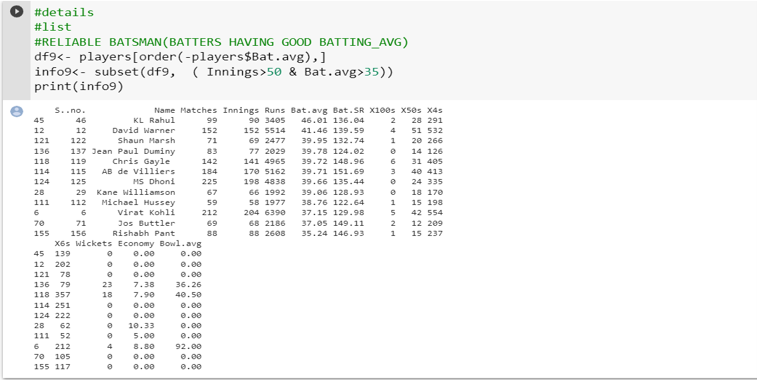 #details
#list
#RELIABLE BATSMAN(BATTERS HAVING GOOD BATTING_AVG)
df9<- players[order(-players$Bat.avg),]
info9<- subset(df9,  ( Innings>50 & Bat.avg>35))
print(info9)
S..no. Name Matches Innings Runs Bat.avg Bat.SR X100s X50s X4s
45 46 KL Rahul 99 90 3405 46.01 136.04 2 28 291
12 12 David Warner 152 152 5514 41.46 139.59 4 51 532
121 122 Shaun Marsh 71 69 2477 39.95 132.74 1 20 266
136 137 Jean Paul Duminy 83 77 2029 39.78 124.02 0 14 126
118 119 Chris Gayle 142 141 4965 39.72 148.96 6 31 405
114 115 AB de Villiers 184 170 5162 39.71 151.69 3 40 413
124 125 MS Dhoni 225 198 4838 39.66 135.44 0 24 335
28 29 Kane Williamson 67 66 1992 39.06 128.93 0 18 170
111 112 Michael Hussey 59 58 1977 38.76 122.64 1 15 198
6 6 Virat Kohli 212 204 6390 37.15 129.98 5 42 554
70 71 Jos Buttler 69 68 2186 37.05 149.11 2 12 209
155 156 Rishabh Pant 88 88 2608 35.24 146.93 1 15 237
X6s Wickets Economy Bowl.avg
45 139 0 0.00 0.00
12 202 0 0.00 0.00
121 78 0 0.00 0.00
136 79 23 7.38 36.26
118 357 18 7.90 40.50
114 251 0 0.00 0.00
124 222 0 0.00 0.00
28 62 0 10.33 0.00
111 52 0 5.00 0.00
6 212 4 8.80 92.00
70 105 0 0.00 0.00
155 117 0 0.00 0.00